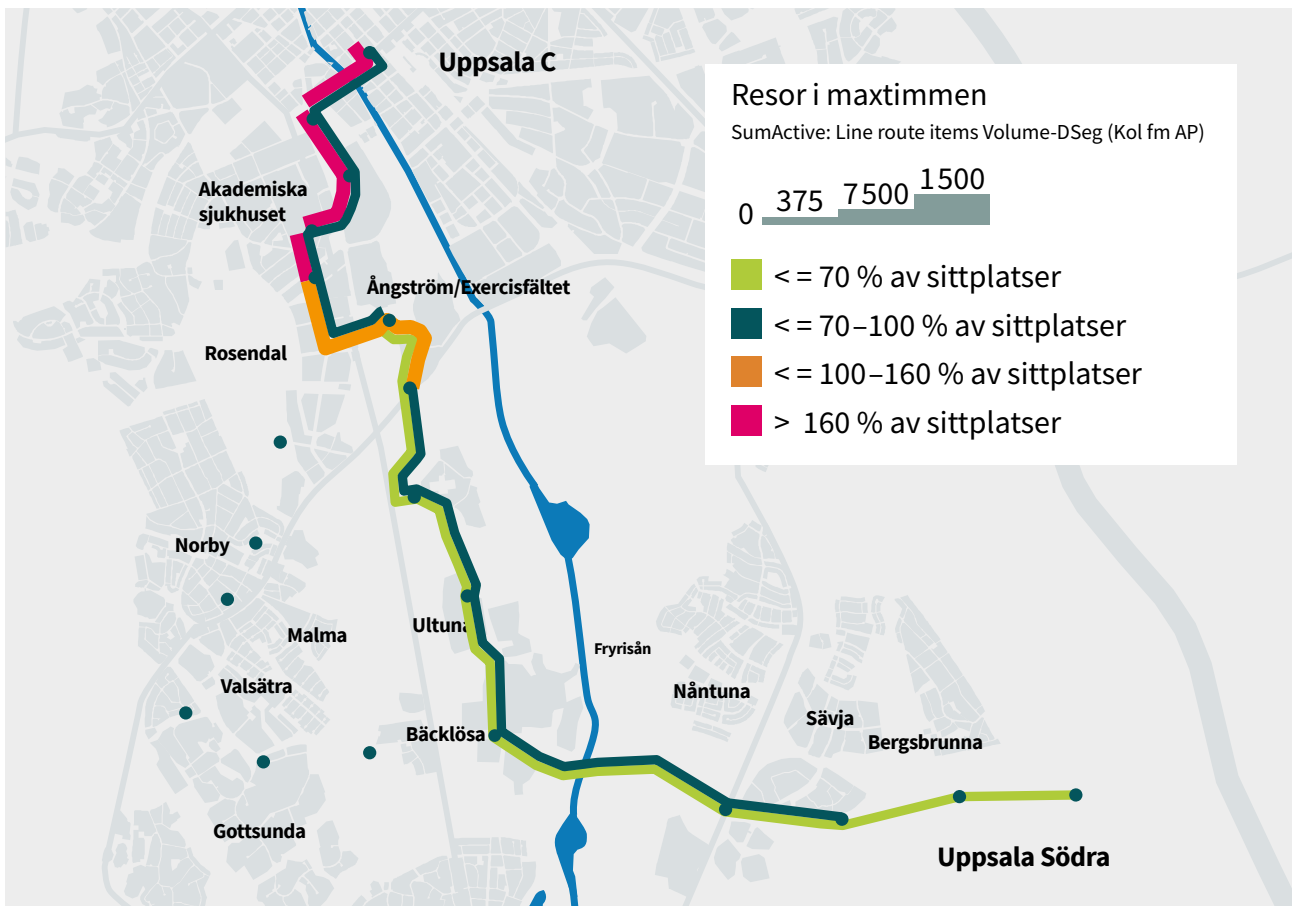 Uppsala C
Resor i maxtimmen
SumActive: Line route items Volume-DSeg (Kol fm AP)
0 375 7500 1500
< = 70 % av sittplatser
< = 70–100 % av sittplatser
< = 100–160 % av sittplatser
> 160 % av sittplatser
Akademiska
sjukhuset
Ångström/Exercisfältet
Rosendal
Norby
Malma
Ultuna
Fryrisån
Valsätra
Nåntuna
Sävja
Bäcklösa
Bergsbrunna
Gottsunda
Uppsala Södra